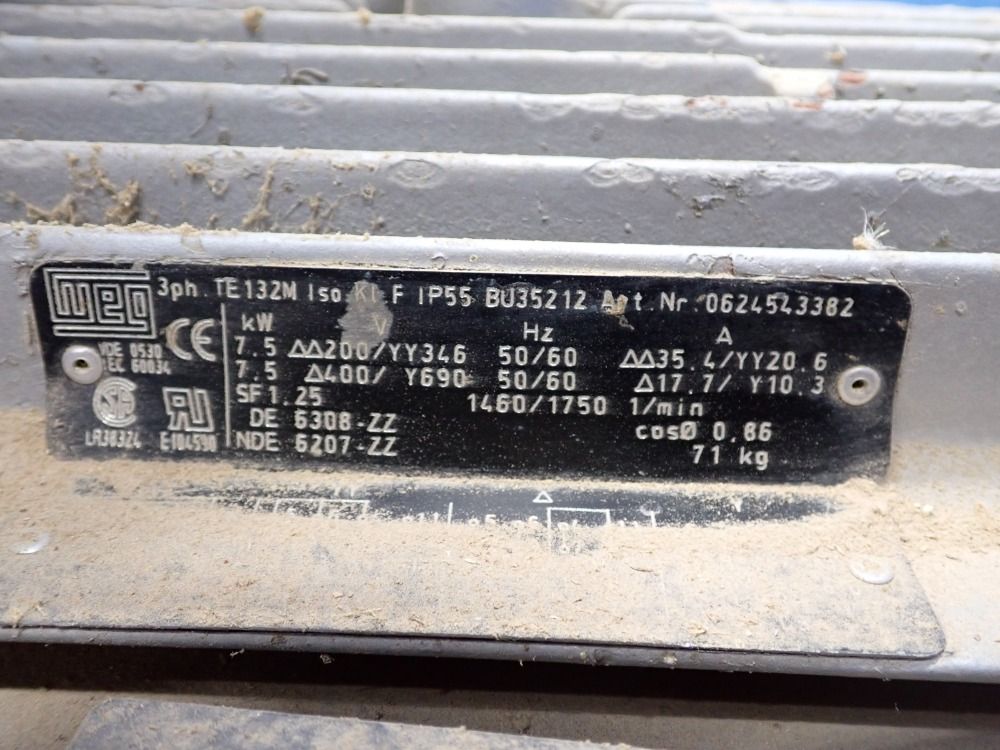 WEG
3ph. TE132M Iso.Kl.F IP55 BU35212 Art.Nr. 0624543382
CE
VDE 0530
IEC 60034
kW V Hz A
7.5 ΔΔ200/YY346 50/60 ΔΔ35.4/YY20.6
7.5 Δ400/ Y690 50/60 Δ17.7/ Y10.3
SF1.25 1460/1750 1/min
DE 6308-ZZ cosØ 0.86
NDE 6207-ZZ 71 kg
SA
LR38324
E104590
Δ